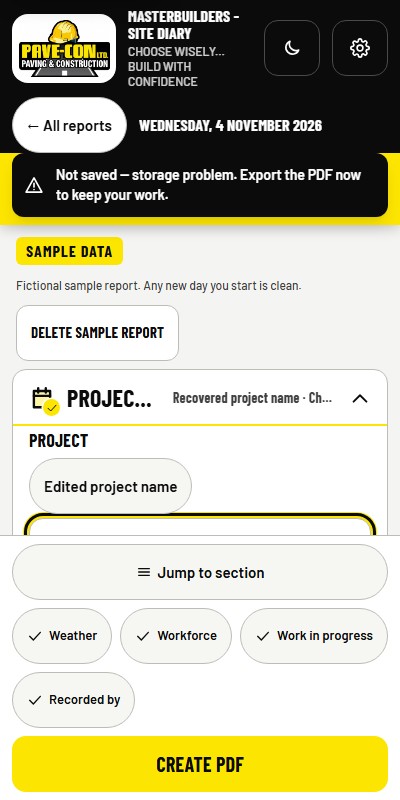 PAVE-CON LTD.
PAVING & CONSTRUCTION
MASTERBUILDERS –
SITE DIARY
CHOOSE WISELY...
BUILD WITH
CONFIDENCE
← All reports
WEDNESDAY, 4 NOVEMBER 2026
Not saved — storage problem. Export the PDF now
to keep your work.
SAMPLE DATA
Fictional sample report. Any new day you start is clean.
DELETE SAMPLE REPORT
PROJEC... Recovered project name · Ch...
PROJECT
Edited project name
Jump to section
Weather
Workforce
Work in progress
Recorded by
CREATE PDF